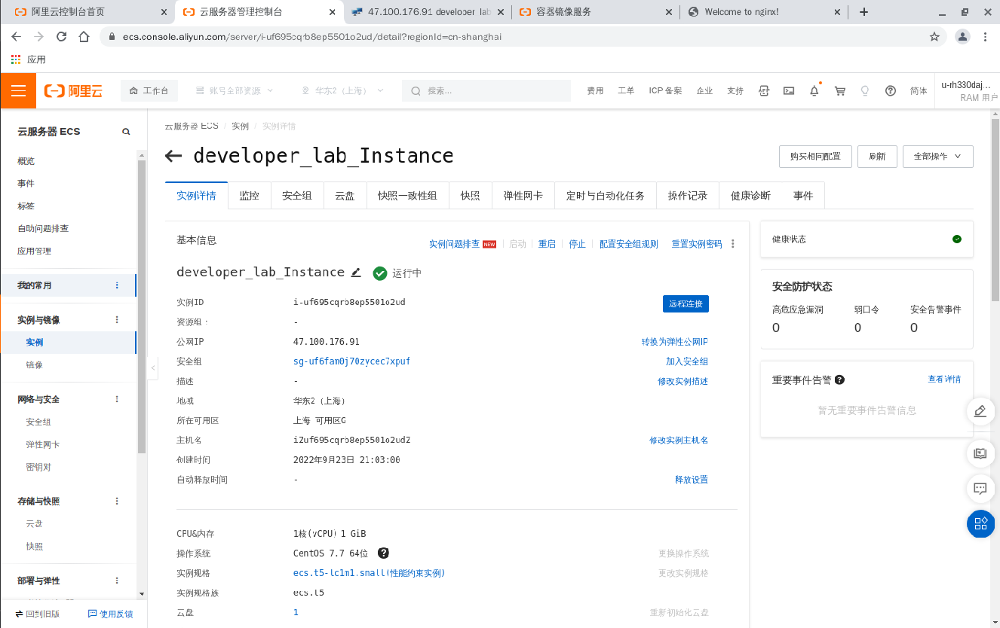 阿里云控制台首页
云服务器管理控制台
47.100.176.91 developer_lab
容器镜像服务
Welcome to nginx!
ecs.console.aliyun.com/server/i-uf695cqrb8ep5501o2ud/detail?regionId=cn-shanghai
应用
阿里云
工作台
账号全部资源
华东2（上海）
搜索...
费用
工单
ICP 备案
企业
支持
简体
u-rh330daj...
RAM 用户
云服务器 ECS
概览
事件
标签
自助问题排查
应用管理
我的常用
实例与镜像
实例
镜像
网络与安全
安全组
弹性网卡
密钥对
存储与快照
云盘
快照
部署与弹性
回到旧版
使用反馈
云服务器 ECS / 实例 / 实例详情
developer_lab_Instance
购买相同配置
刷新
全部操作
实例详情
监控
安全组
云盘
快照一致性组
快照
弹性网卡
定时与自动化任务
操作记录
健康诊断
事件
基本信息
实例问题排查 NEW
启动
重启
停止
配置安全组规则
重置实例密码
developer_lab_Instance
运行中
实例ID i-uf695cqrb8ep5501o2ud 远程连接
资源组： -
公网IP 47.100.176.91 转换为弹性公网IP
安全组 sg-uf6fam0j70zycec7xpuf 加入安全组
描述 - 修改实例描述
地域 华东2（上海）
所在可用区 上海 可用区G
主机名 iZuf695cqrb8ep5501o2udZ 修改实例主机名
创建时间 2022年9月23日 21:03:00
自动释放时间 - 释放设置
CPU&内存 1核(vCPU) 1 GiB
操作系统 CentOS 7.7 64位 更换操作系统
实例规格 ecs.t5-lc1m1.small(性能约束实例) 更改实例规格
实例规格族 ecs.t5
云盘 1 重新初始化云盘
健康状态
安全防护状态
高危应急漏洞 弱口令 安全告警事件
0 0 0
重要事件告警
查看详情
暂无重要事件告警信息